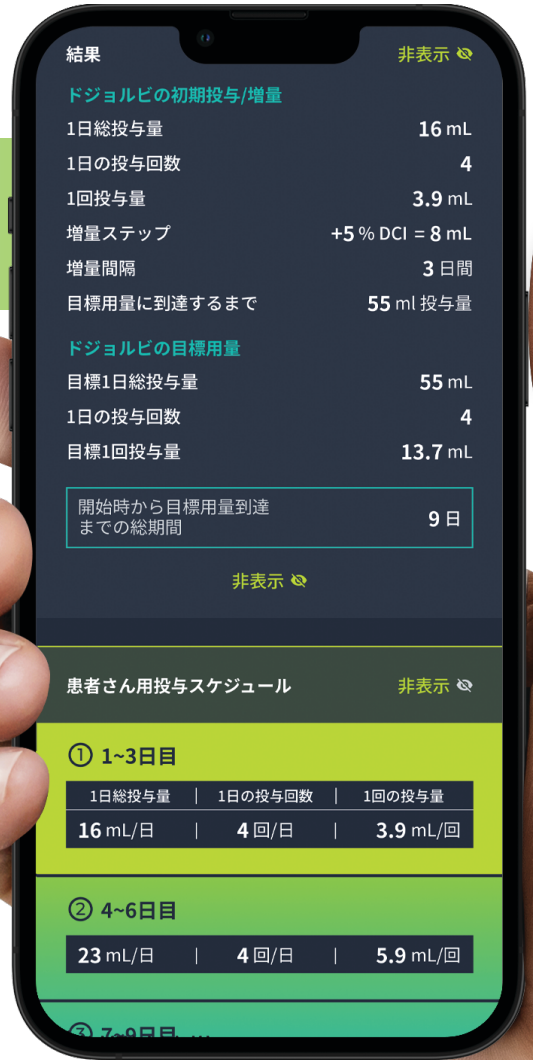 結果 非表示
ドジョルビの初期投与/増量
1日総投与量 16 mL
1日の投与回数 4
1回投与量 3.9 mL
増量ステップ +5 % DCI = 8 mL
増量間隔 3 日間
目標用量に到達するまで 55 ml 投与量
ドジョルビの目標用量
目標1日総投与量 55 mL
1日の投与回数 4
目標1回投与量 13.7 mL
開始時から目標用量到達
までの総期間 9 日
非表示
患者さん用投与スケジュール 非表示
① 1~3日目
1日総投与量 | 1日の投与回数 | 1回の投与量
16 mL/日 | 4 回/日 | 3.9 mL/回
② 4~6日目
23 mL/日 | 4 回/日 | 5.9 mL/回
③ 7~9日目